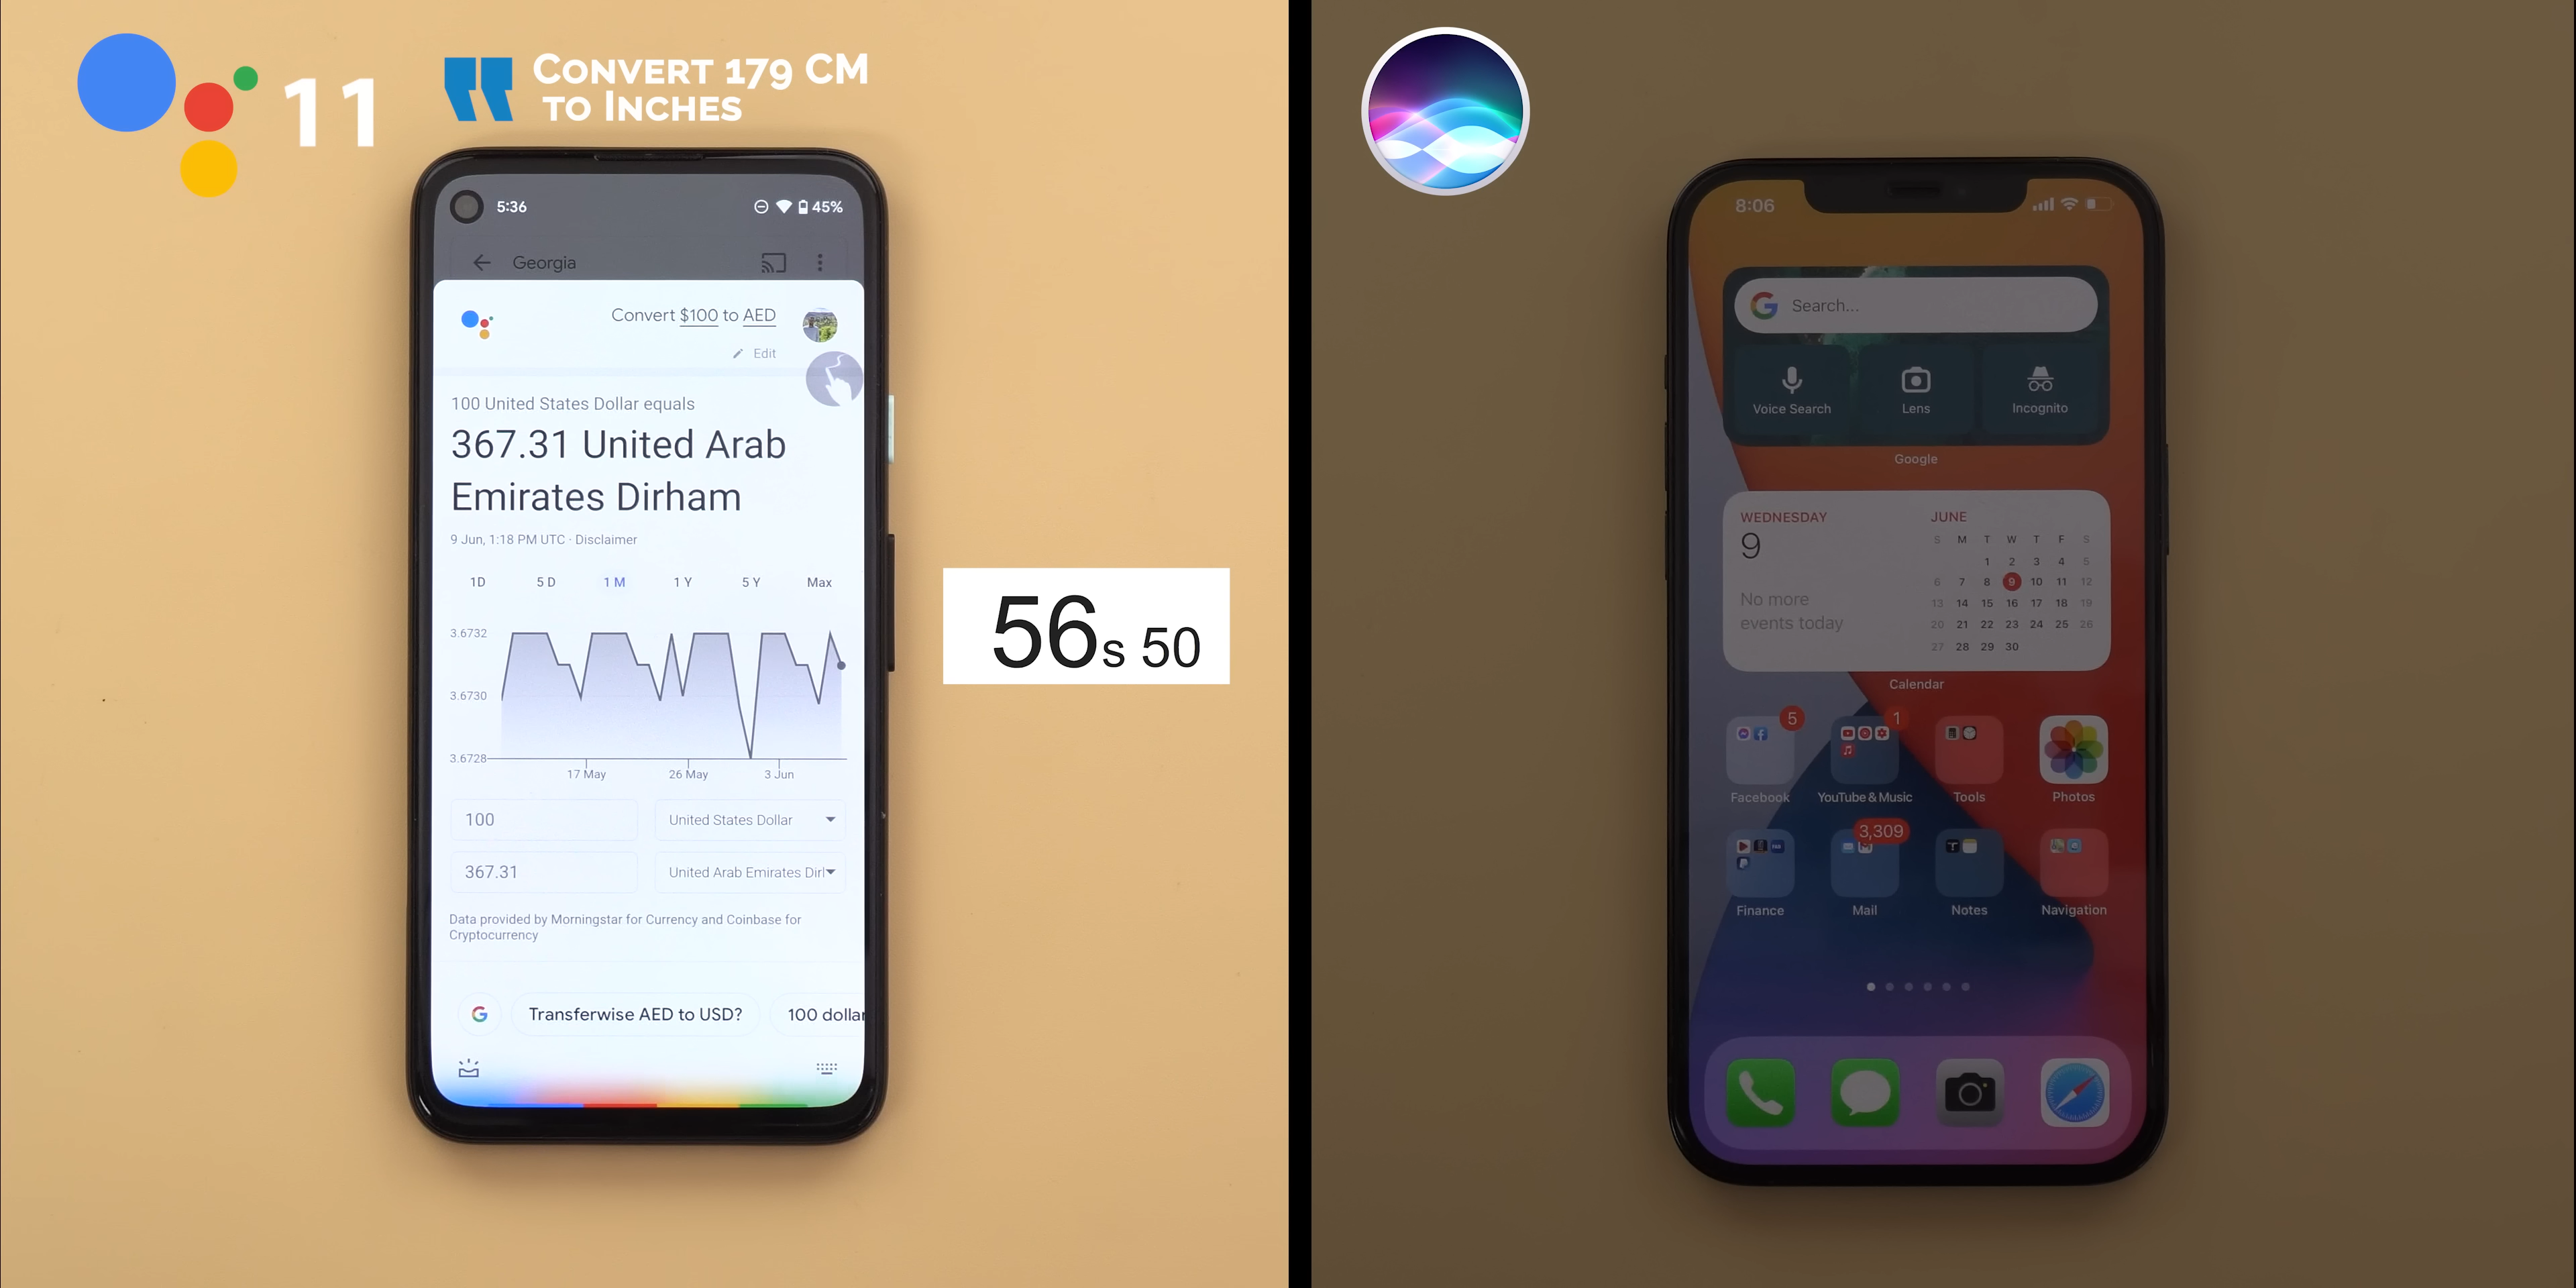 11
CONVERT 179 CM
TO INCHES
5:36
45%
Georgia
Convert $100 to AED
Edit
100 United States Dollar equals
367.31 United Arab
Emirates Dirham
9 Jun, 1:18 PM UTC · Disclaimer
1D 5 D 1 M 1 Y 5 Y Max
3.6732
3.6730
3.6728
17 May 26 May 3 Jun
100 United States Dollar
367.31 United Arab Emirates Dirl
Data provided by Morningstar for Currency and Coinbase for
Cryptocurrency
Transferwise AED to USD? 100 dollar
56s 50
8:06
Search...
Voice Search Lens Incognito
Google
WEDNESDAY
9
No more
events today
JUNE
S M T W T F S
1 2 3 4 5
6 7 8 9 10 11 12
13 14 15 16 17 18 19
20 21 22 23 24 25 26
27 28 29 30
Calendar
5 1
Facebook YouTube & Music Tools Photos
3,309
Finance Mail Notes Navigation